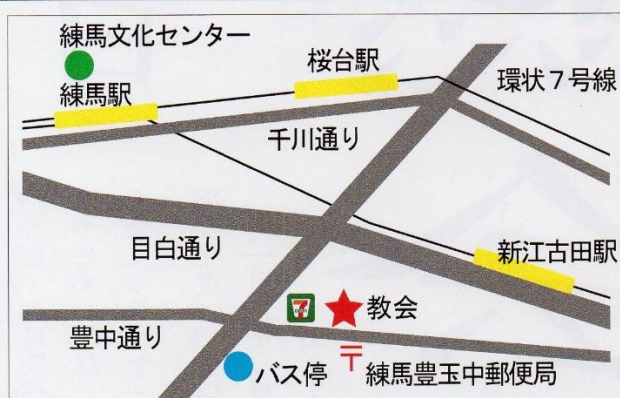 練馬文化センター
桜台駅
環状7号線
練馬駅
千川通り
目白通り
新江古田駅
7
教会
豊中通り
バス停
〒
練馬豊玉中郵便局